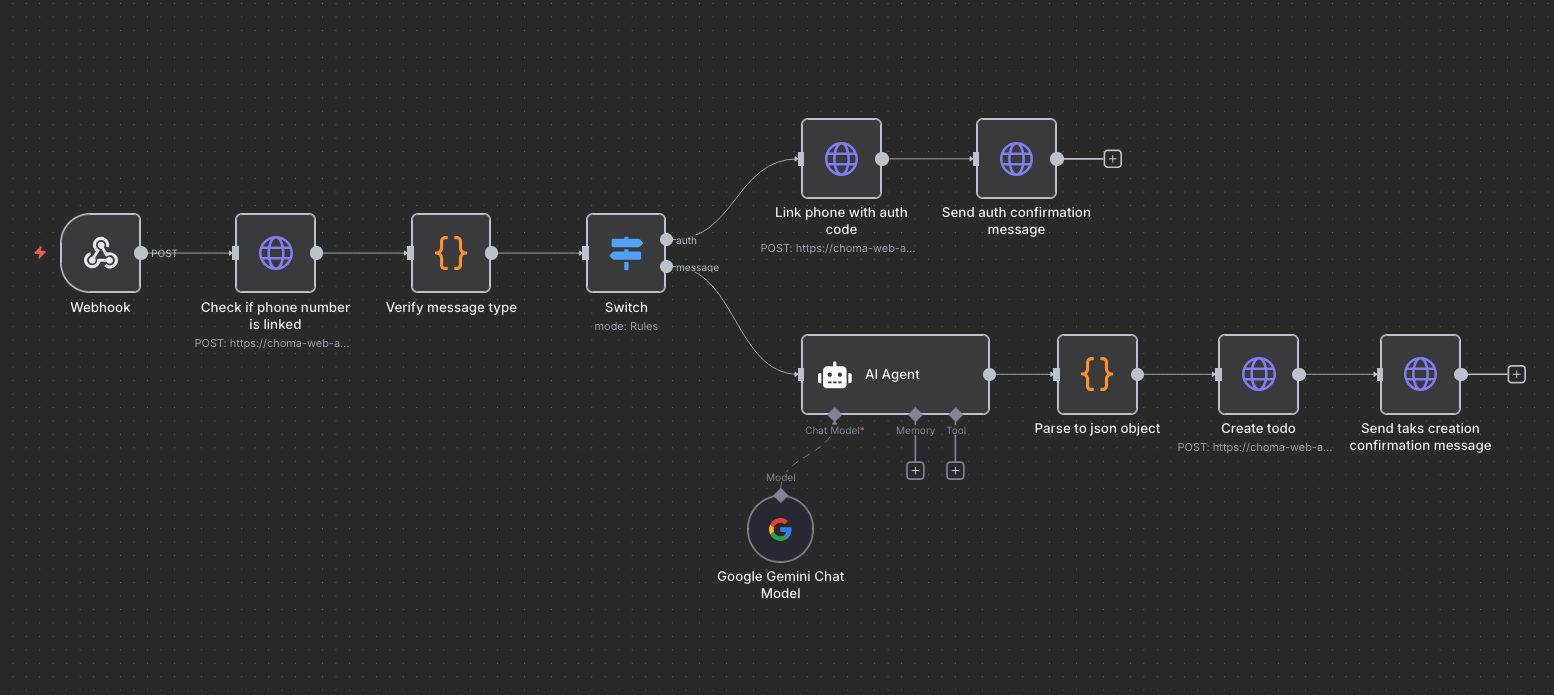 POST
Webhook
Check if phone number
is linked
POST: https://choma-web-a...
Verify message type
Switch
mode: Rules
auth
message
Link phone with auth
code
POST: https://choma-web-a...
Send auth confirmation
message
AI Agent
Chat Model*
Memory
Tool
Model
Google Gemini Chat
Model
Parse to json object
Create todo
POST: https://choma-web-a...
Send taks creation
confirmation message